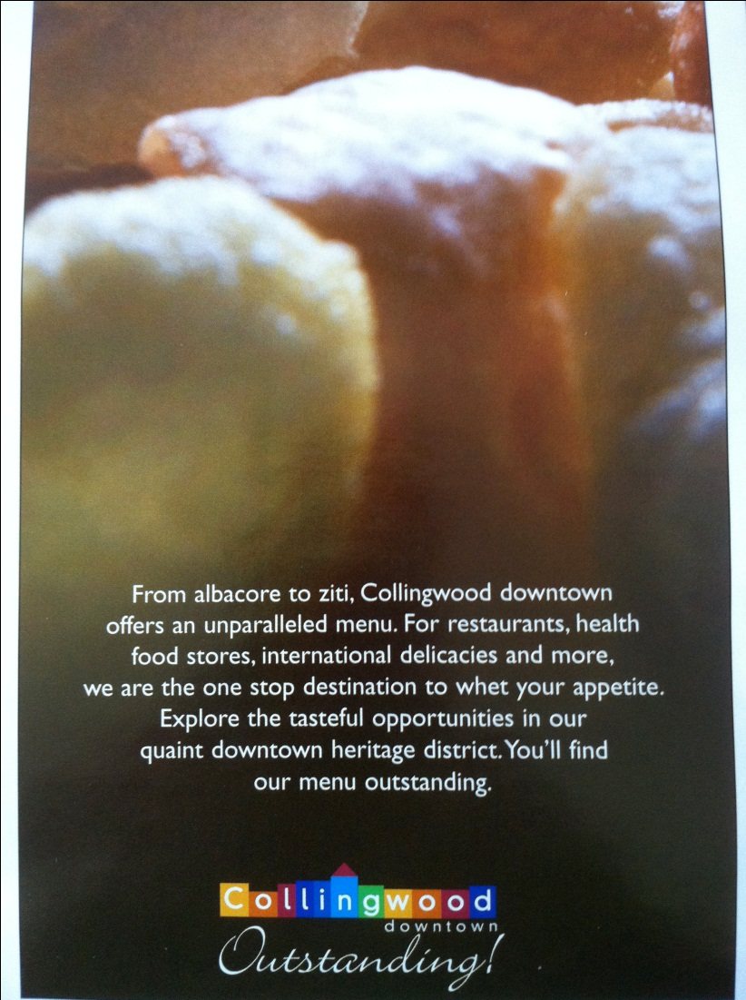 From albacore to ziti, Collingwood downtown
offers an unparalleled menu. For restaurants, health
food stores, international delicacies and more,
we are the one stop destination to whet your appetite.
Explore the tasteful opportunities in our
quaint downtown heritage district. You'll find
our menu outstanding.
Collingwood
downtown
Outstanding!